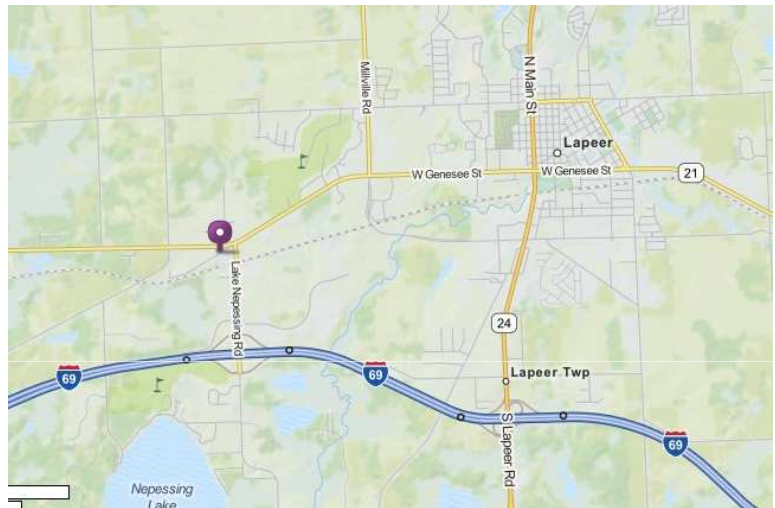 N Main St
Millville Rd
Lapeer
W Genesee St
W Genesee St
21
Lake Nepessing Rd
24
69
69
Lapeer Twp
S Lapeer Rd
69
Nepessing
Lake